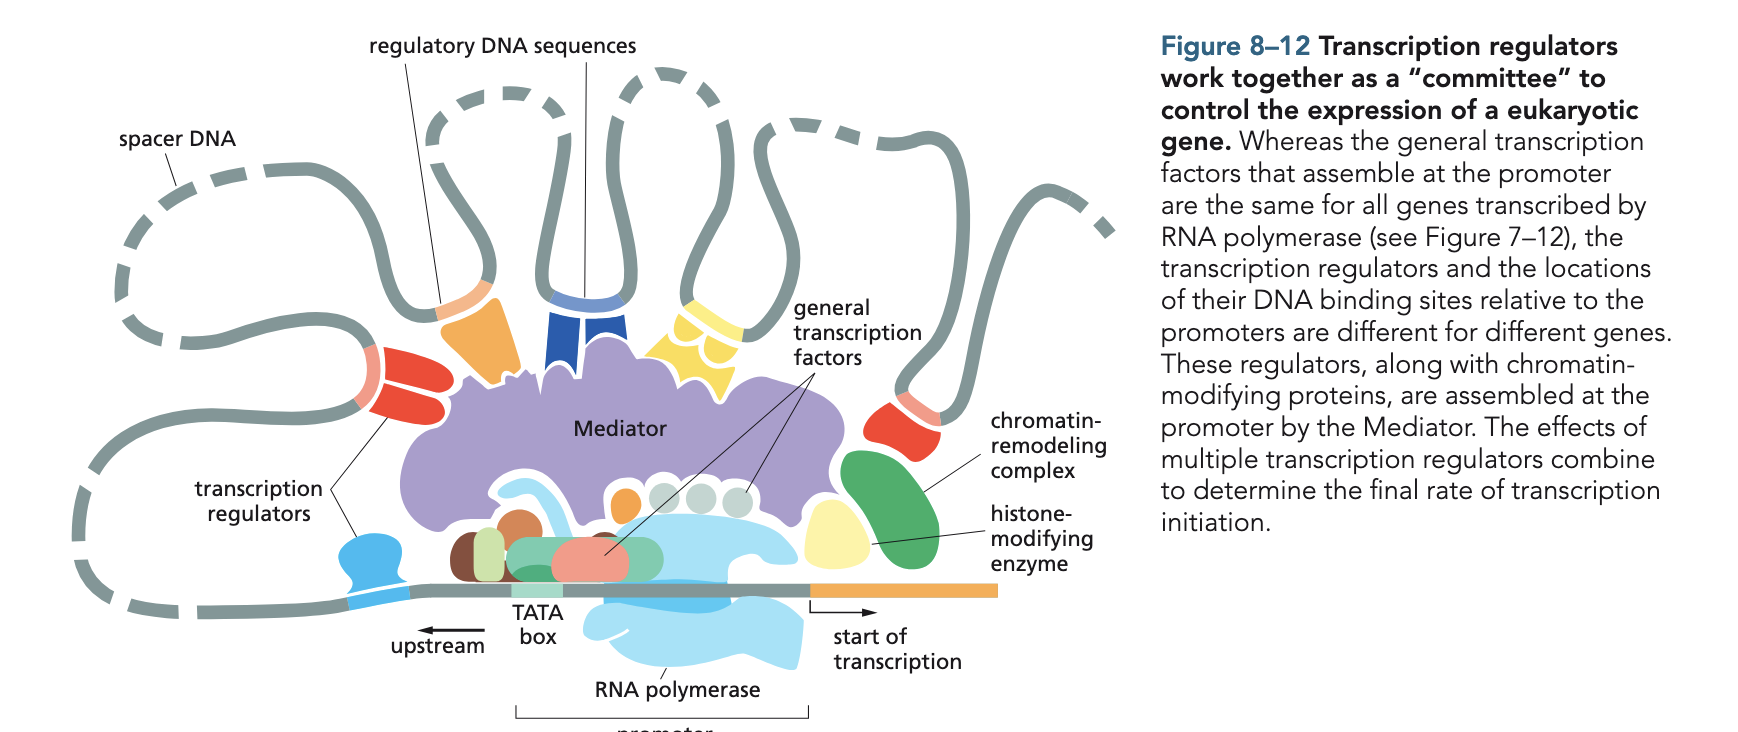 regulatory DNA sequences
spacer DNA
general
transcription
factors
Mediator
chromatin-
remodeling
complex
transcription
regulators
histone-
modifying
enzyme
TATA
box
upstream
start of
transcription
RNA polymerase
promoter
Figure 8–12 Transcription regulators
work together as a “committee” to
control the expression of a eukaryotic
gene. Whereas the general transcription
factors that assemble at the promoter
are the same for all genes transcribed by
RNA polymerase (see Figure 7–12), the
transcription regulators and the locations
of their DNA binding sites relative to the
promoters are different for different genes.
These regulators, along with chromatin-
modifying proteins, are assembled at the
promoter by the Mediator. The effects of
multiple transcription regulators combine
to determine the final rate of transcription
initiation.